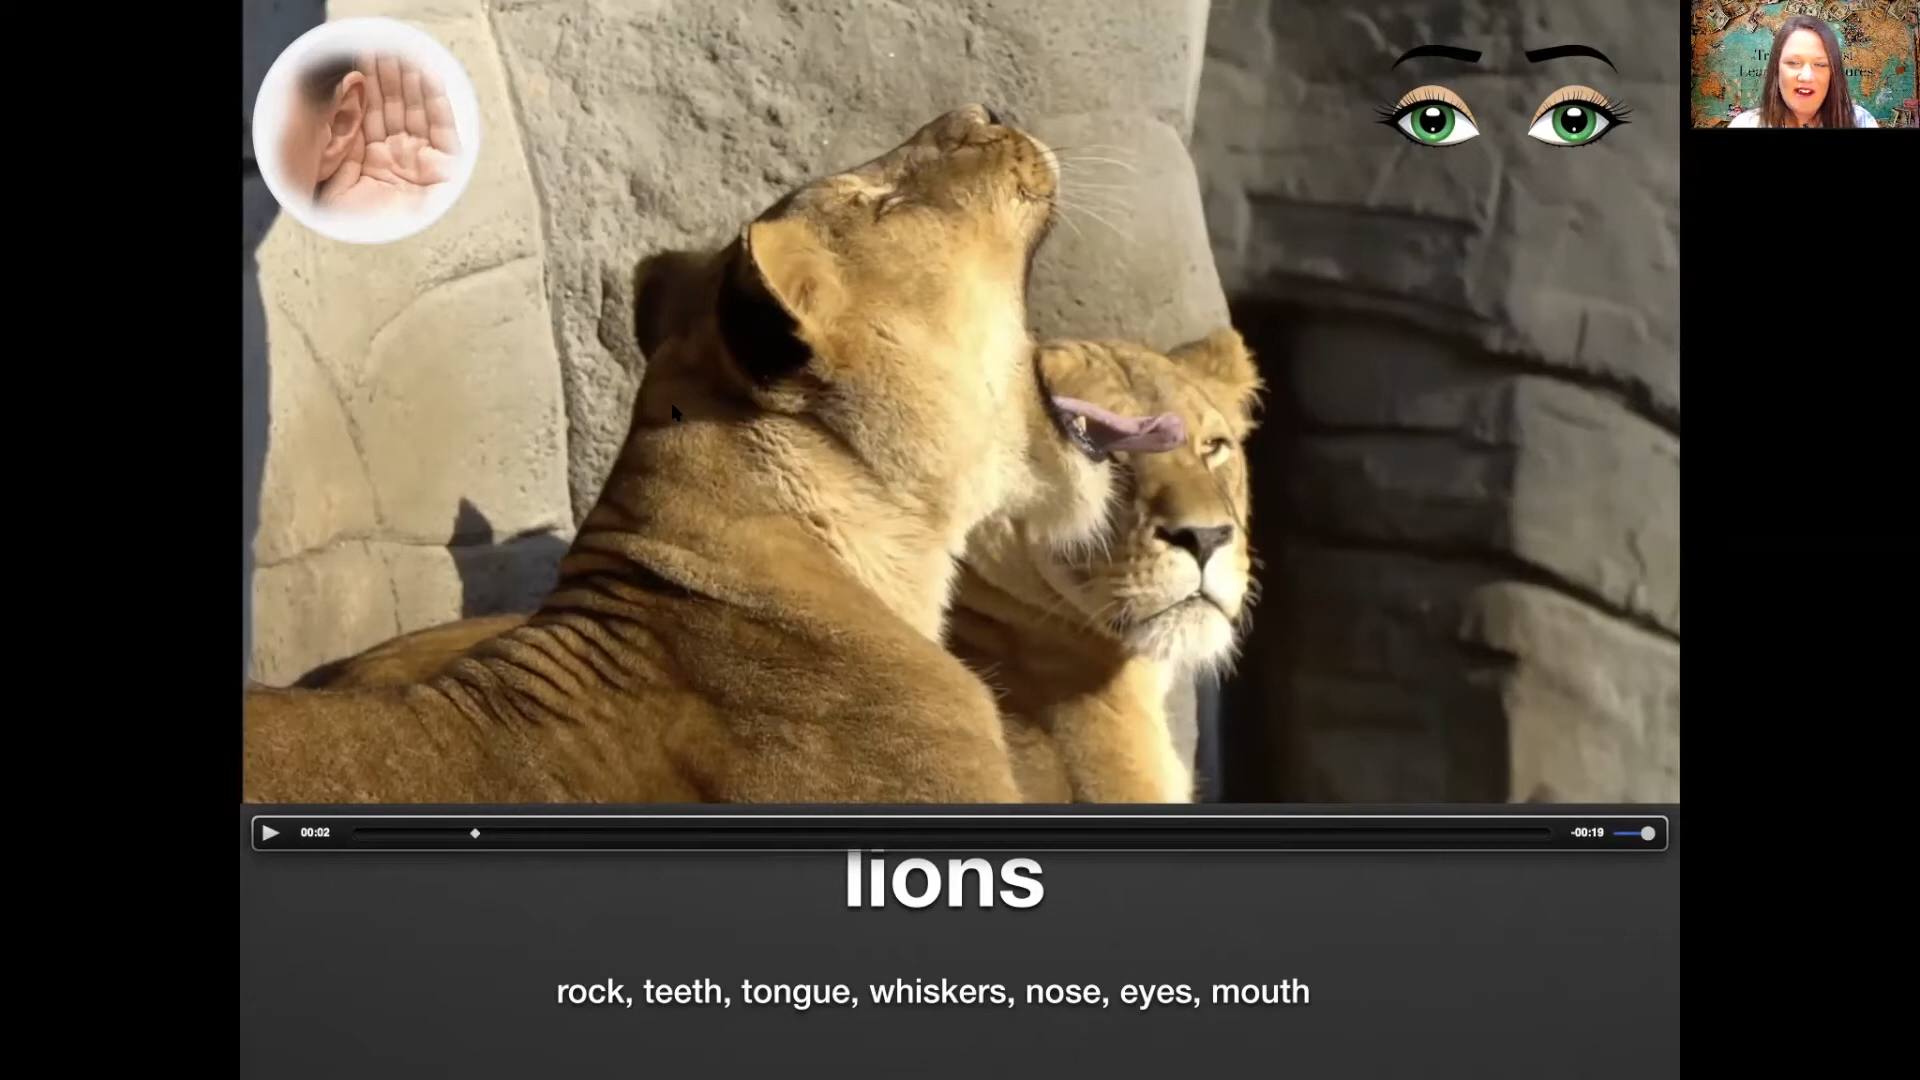 00:02
-00:19
lions
rock, teeth, tongue, whiskers, nose, eyes, mouth